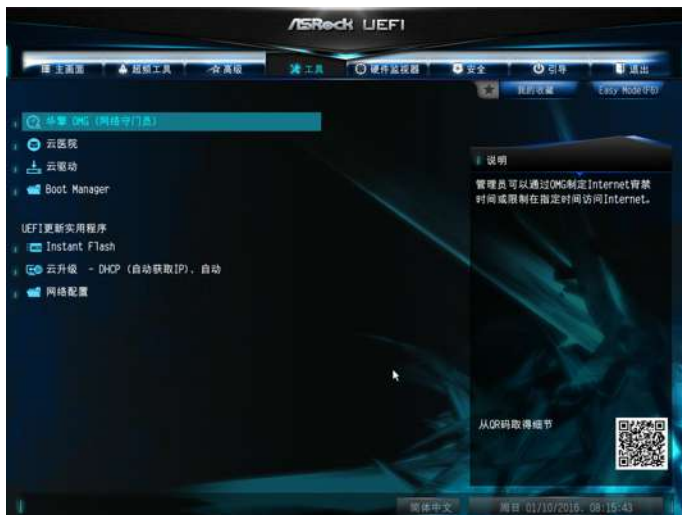 ASRock UEFI
主画面 超频工具 高级 工具 硬件监视器 安全 引导 退出
我的收藏 Easy Mode(F6)
华擎 OMG (网络守门员)
云医院
云驱动
Boot Manager
UEFI更新实用程序
Instant Flash
云升级 - DHCP (自动获取IP), 自动
网络配置
说明
管理员可以通过OMG制定Internet宵禁
时间或限制在指定时间访问Internet。
从QR码取得细节
简体中文 周日 01/10/2016, 08:15:43